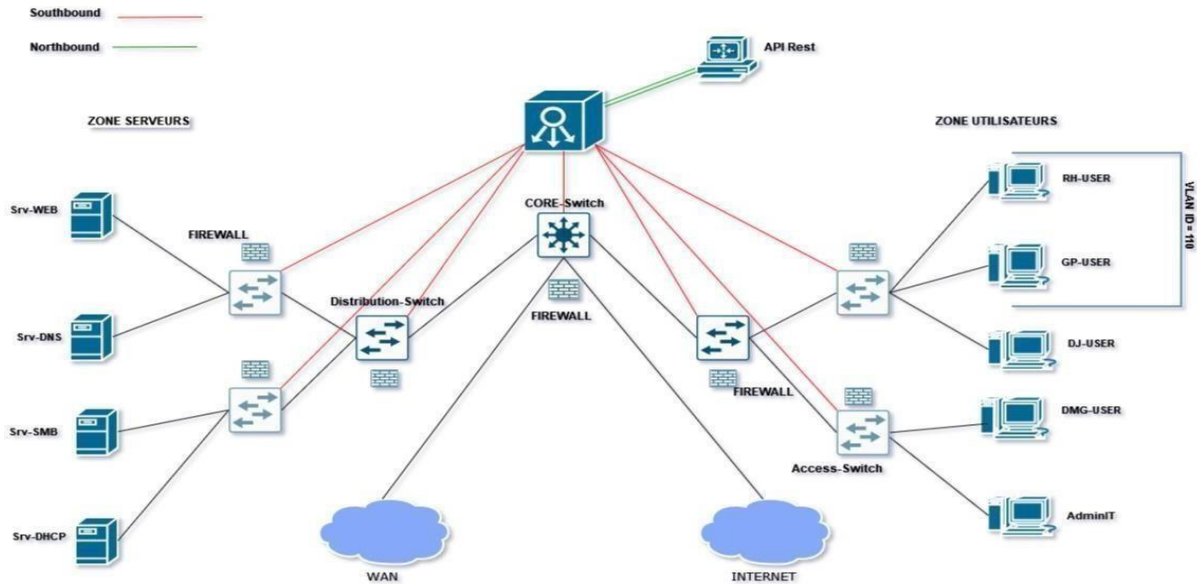 Southbound
Northbound
API Rest
ZONE SERVEURS
ZONE UTILISATEURS
RH-USER
Srv-WEB
CORE-Switch
VLAN ID = 110
FIREWALL
GP-USER
Distribution-Switch
FIREWALL
Srv-DNS
DJ-USER
FIREWALL
DMG-USER
Srv-SMB
Access-Switch
AdminIT
Srv-DHCP
WAN
INTERNET